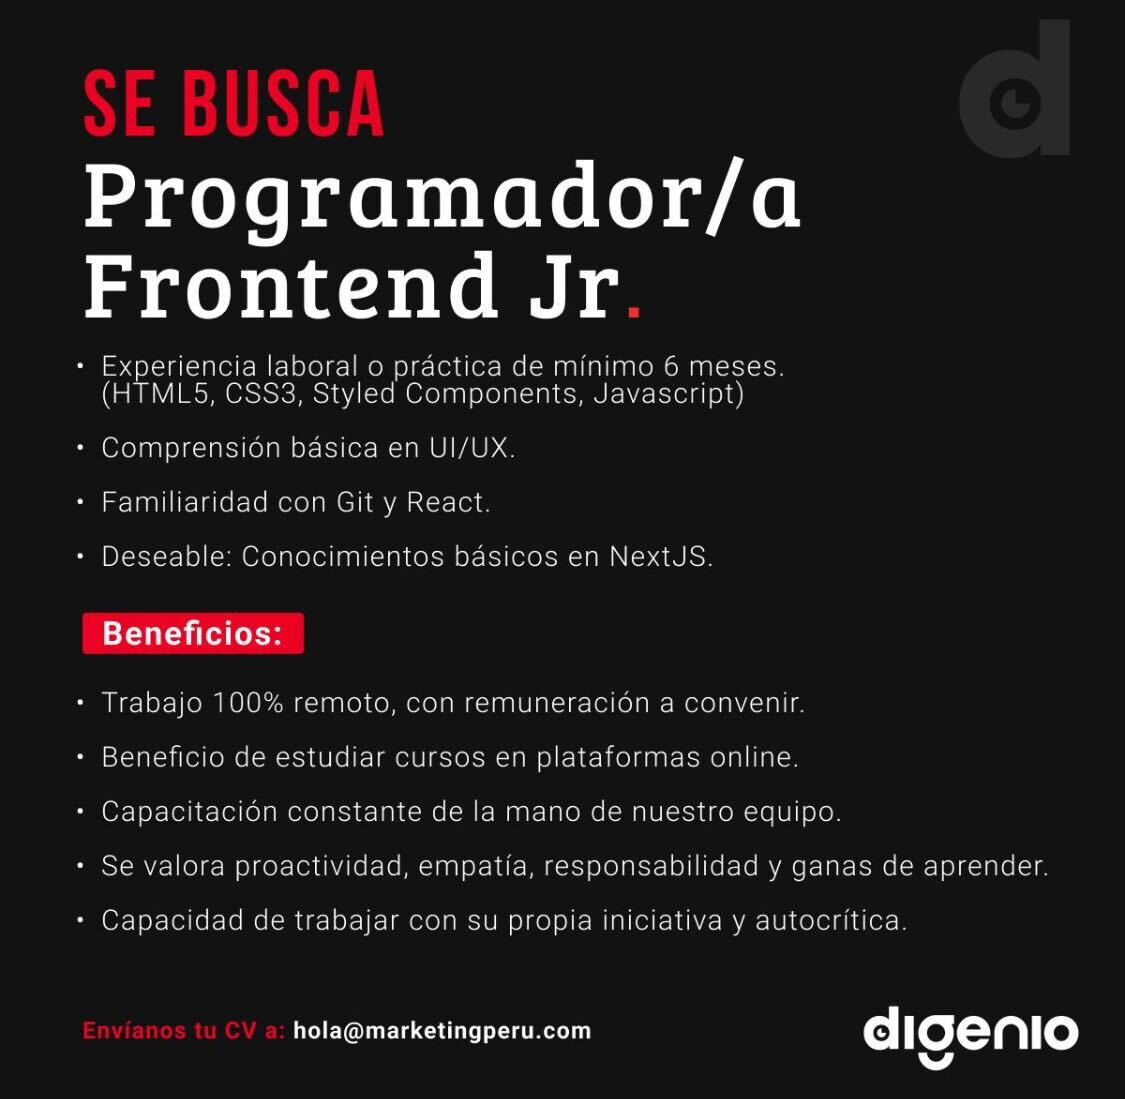 SE BUSCA
Programador/a
Frontend Jr.
• Experiencia laboral o práctica de mínimo 6 meses.
(HTML5, CSS3, Styled Components, Javascript)
• Comprensión básica en UI/UX.
• Familiaridad con Git y React.
• Deseable: Conocimientos básicos en NextJS.
Beneficios:
• Trabajo 100% remoto, con remuneración a convenir.
• Beneficio de estudiar cursos en plataformas online.
• Capacitación constante de la mano de nuestro equipo.
• Se valora proactividad, empatía, responsabilidad y ganas de aprender.
• Capacidad de trabajar con su propia iniciativa y autocrítica.
Envíanos tu CV a: hola@marketingperu.com
digenio